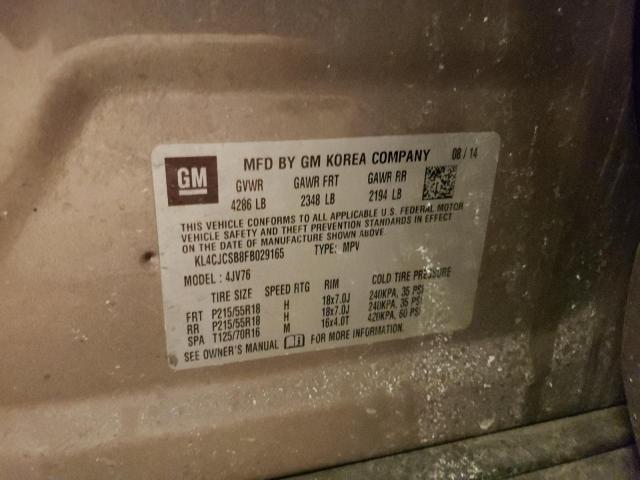 GM MFD BY GM KOREA COMPANY 08/14
GVWR GAWR FRT GAWR RR
4286 LB 2348 LB 2194 LB
THIS VEHICLE CONFORMS TO ALL APPLICABLE U.S. FEDERAL MOTOR
VEHICLE SAFETY AND THEFT PREVENTION STANDARDS IN EFFECT
ON THE DATE OF MANUFACTURE SHOWN ABOVE
KL4CJCSB8FB029165 TYPE: MPV
MODEL: 4JV76
TIRE SIZE SPEED RTG RIM COLD TIRE PRESSURE
FRT P215/55R18 H 18x7.0J 240KPA, 35 PSI
RR P215/55R18 H 18x7.0J 240KPA, 35 PSI
SPA T125/70R16 M 16x4.0T 420KPA, 60 PSI
SEE OWNER'S MANUAL FOR MORE INFORMATION.